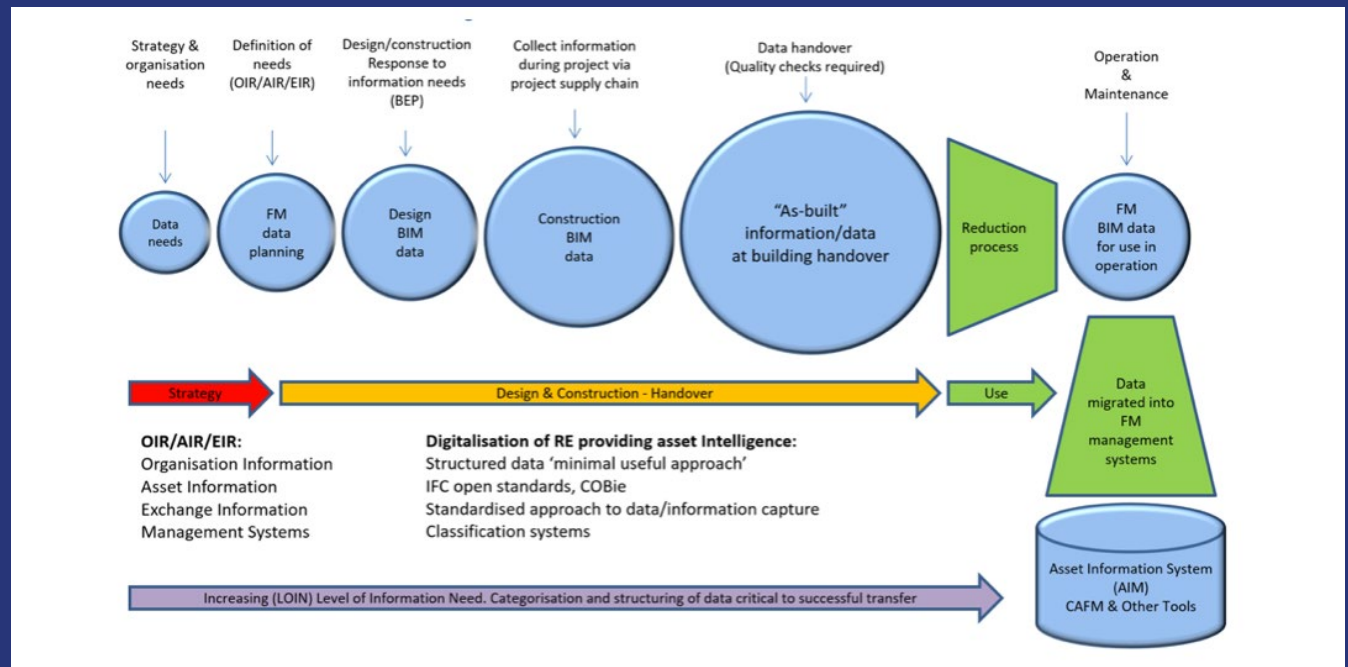 Strategy &
organisation
needs
Definition of
needs
(OIR/AIR/EIR)
Design/construction
Response to
information needs
(BEP)
Collect information
during project via
project supply chain
Data handover
(Quality checks required)
Operation
&
Maintenance
Data
needs
FM
data
planning
Design
BIM
data
Construction
BIM
data
“As-built”
information/data
at building handover
Reduction
process
FM
BIM data
for use in
operation
Strategy
Design & Construction - Handover
Use
Data
migrated into
FM
management
systems
OIR/AIR/EIR:
Organisation Information
Asset Information
Exchange Information
Management Systems
Digitalisation of RE providing asset Intelligence:
Structured data ‘minimal useful approach’
IFC open standards, COBie
Standardised approach to data/information capture
Classification systems
Asset Information System
(AIM)
CAFM & Other Tools
Increasing (LOIN) Level of Information Need. Categorisation and structuring of data critical to successful transfer